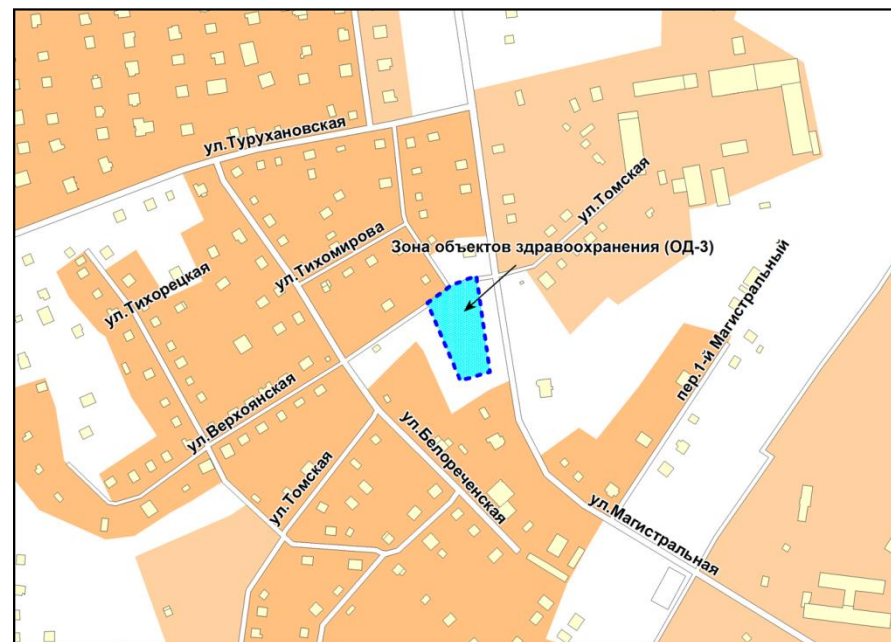 ул.Турухановская
ул.Томская
ул.Тихомирова
Зона объектов здравоохранения (ОД-3)
ул.Тихорецкая
пер.1-й Магистральный
ул.Верхоянская
ул.Белореченская
ул.Томская
ул.Магистральная